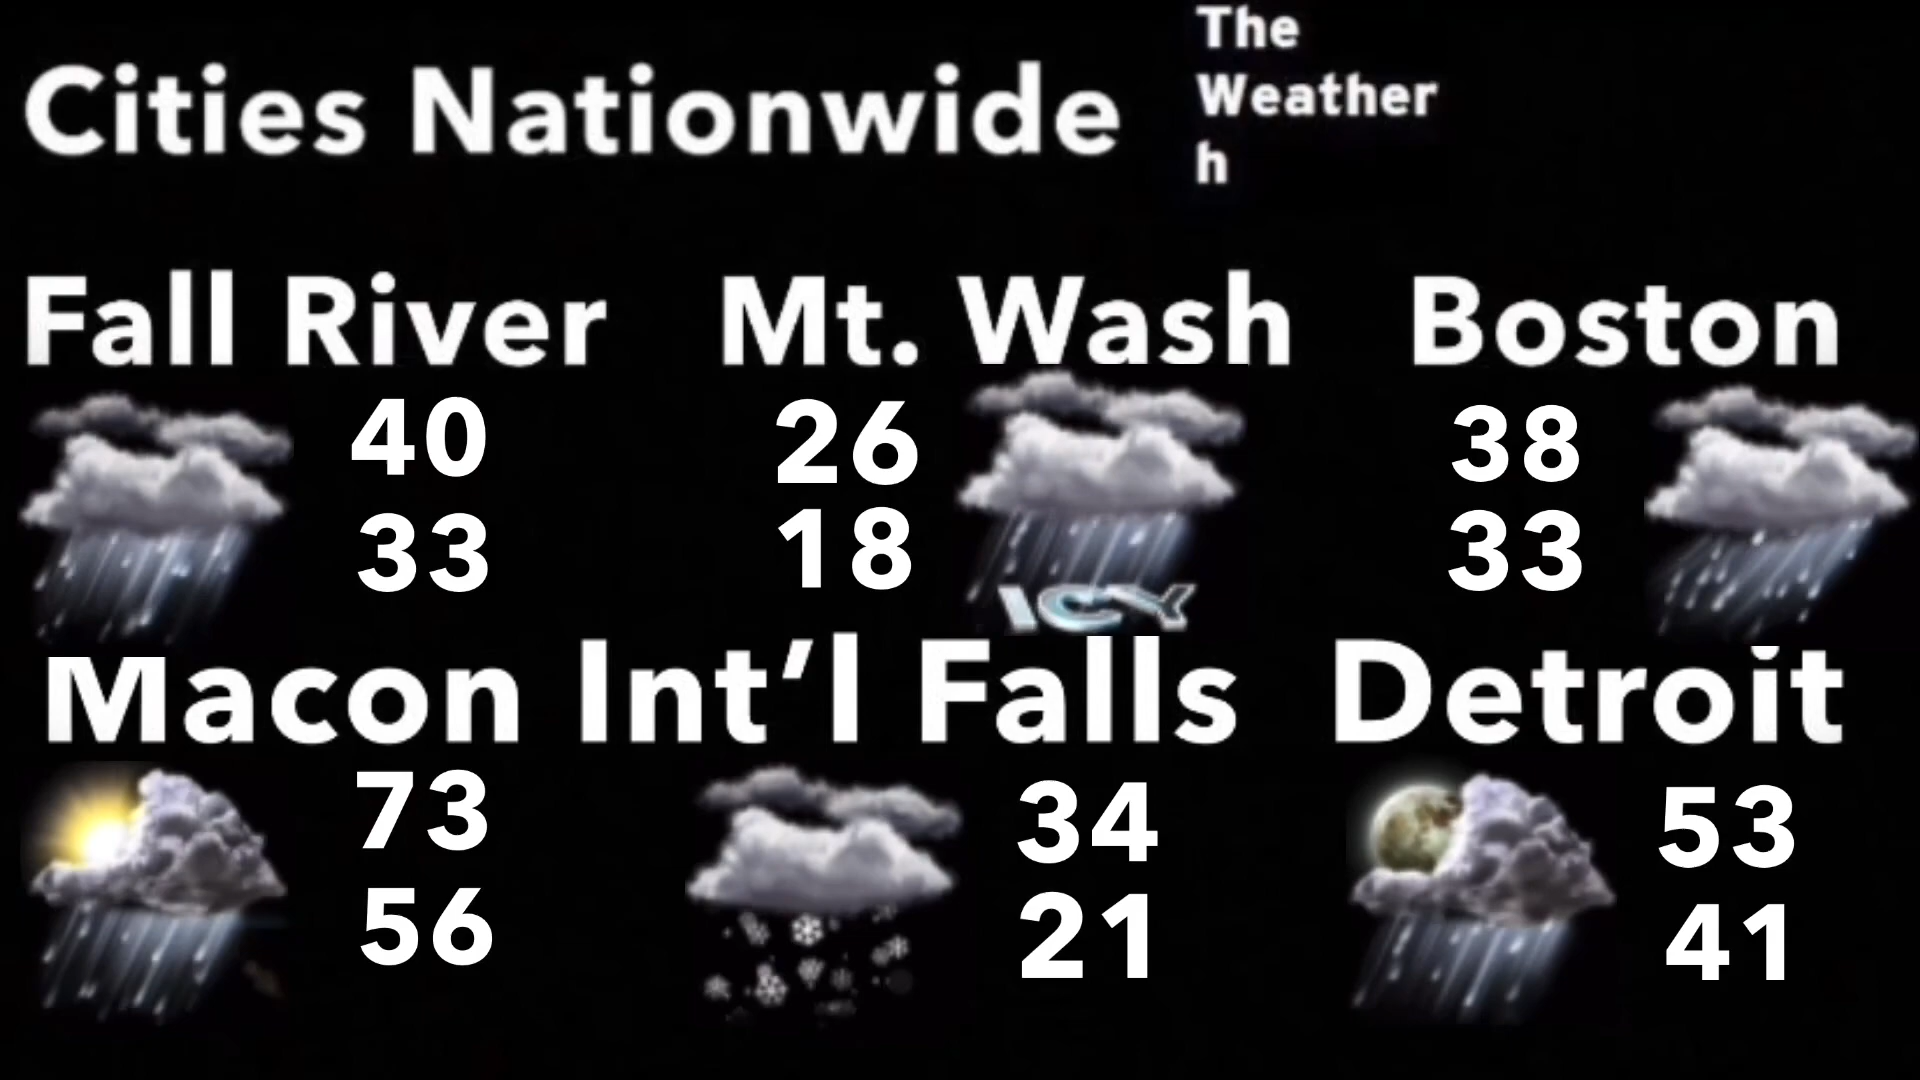 The
Cities Nationwide Weather
h
Fall River Mt. Wash Boston
40 26 38
33 18 33
ICY
Macon Int’l Falls Detroit
73 34 53
56 21 41